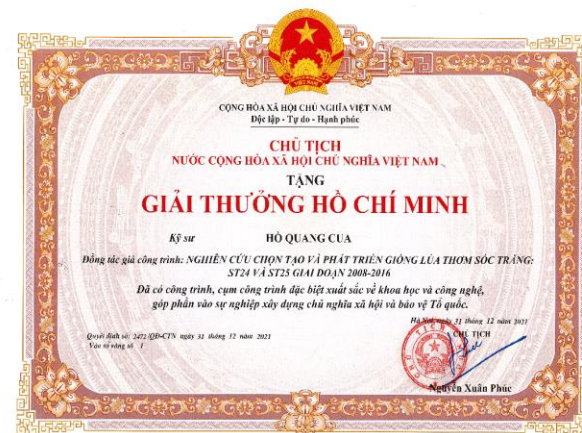 CỘNG HÒA XÃ HỘI CHỦ NGHĨA VIỆT NAM
Độc lập - Tự do - Hạnh phúc
CHỦ TỊCH
NƯỚC CỘNG HÒA XÃ HỘI CHỦ NGHĨA VIỆT NAM
TẶNG
GIẢI THƯỞNG HỒ CHÍ MINH
Kỹ sư HỒ QUANG CUA
Đồng tác giả công trình: NGHIÊN CỨU CHỌN TẠO VÀ PHÁT TRIỂN GIỐNG LÚA THƠM SÓC TRĂNG:
ST24 VÀ ST25 GIAI ĐOẠN 2008-2016
Đã có công trình, cụm công trình đặc biệt xuất sắc về khoa học và công nghệ,
góp phần vào sự nghiệp xây dựng chủ nghĩa xã hội và bảo vệ Tổ quốc.
Hà Nội, ngày 31 tháng 12 năm 2021
Quyết định số: 2472/QĐ-CTN ngày 31 tháng 12 năm 2021
Vào sổ vàng số 1
CHỦ TỊCH
Nguyễn Xuân Phúc